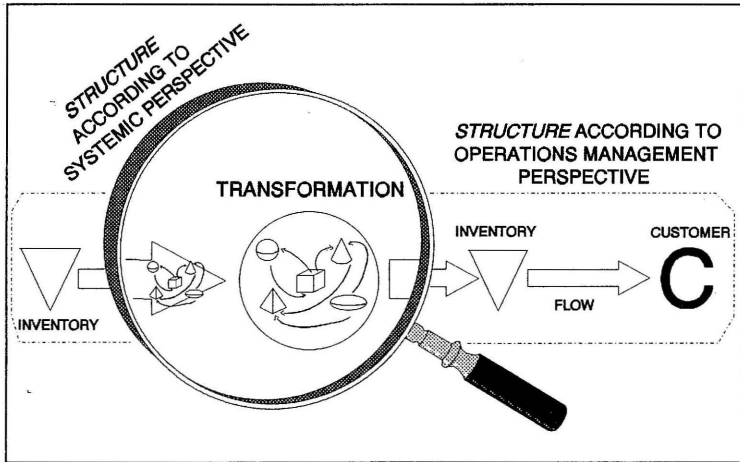 STRUCTURE
ACCORDING TO
SYSTEMIC PERSPECTIVE
STRUCTURE ACCORDING TO
OPERATIONS MANAGEMENT
PERSPECTIVE
TRANSFORMATION
INVENTORY
INVENTORY
FLOW
CUSTOMER
C